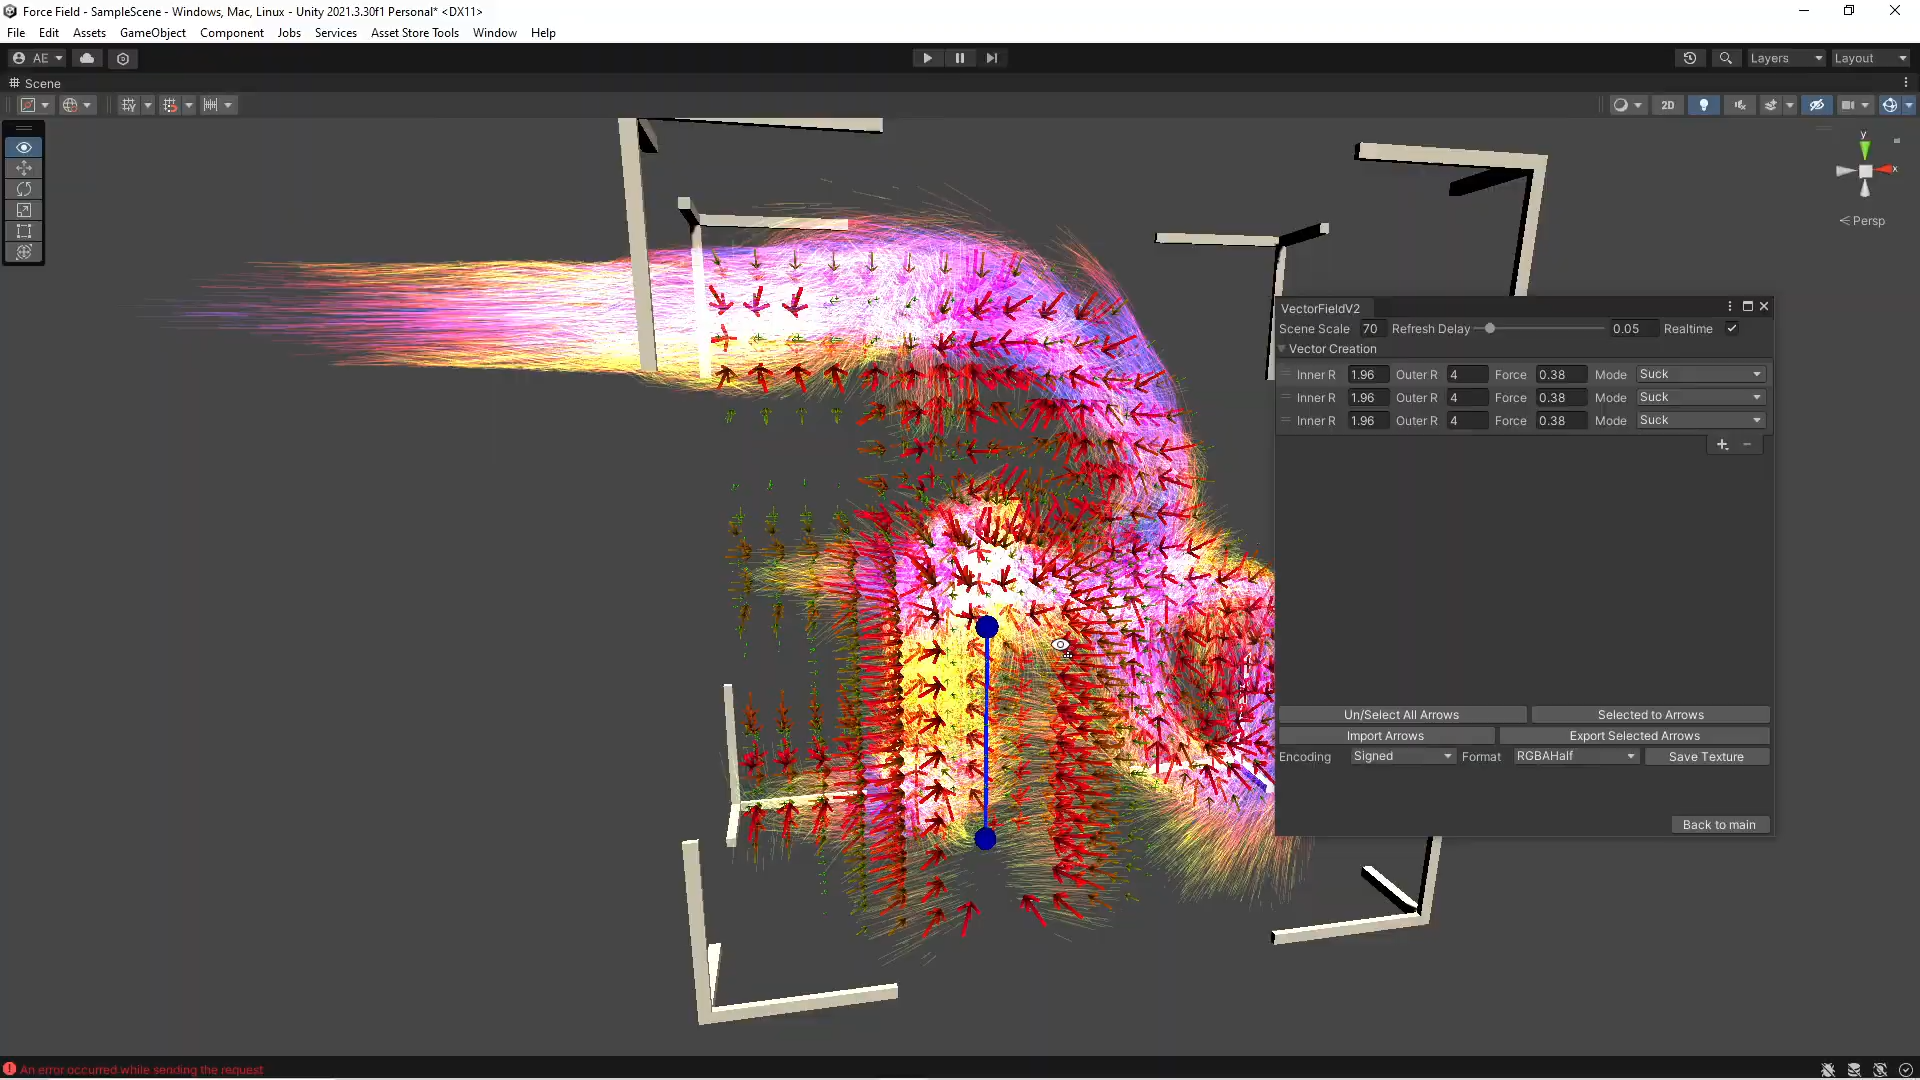 Force Field - SampleScene - Windows, Mac, Linux - Unity 2021.3.30f1 Personal* <DX11>
File Edit Assets GameObject Component Jobs Services Asset Store Tools Window Help
AE Layers Layout
Scene
2D
y
x
Persp
VectorFieldV2
Scene Scale 70 Refresh Delay 0.05 Realtime
Vector Creation
Inner R 1.96 Outer R 4 Force 0.38 Mode Suck
Inner R 1.96 Outer R 4 Force 0.38 Mode Suck
Inner R 1.96 Outer R 4 Force 0.38 Mode Suck
Un/Select All Arrows Selected to Arrows
Import Arrows Export Selected Arrows
Encoding Signed Format RGBAHalf Save Texture
Back to main
An error occurred while sending the request